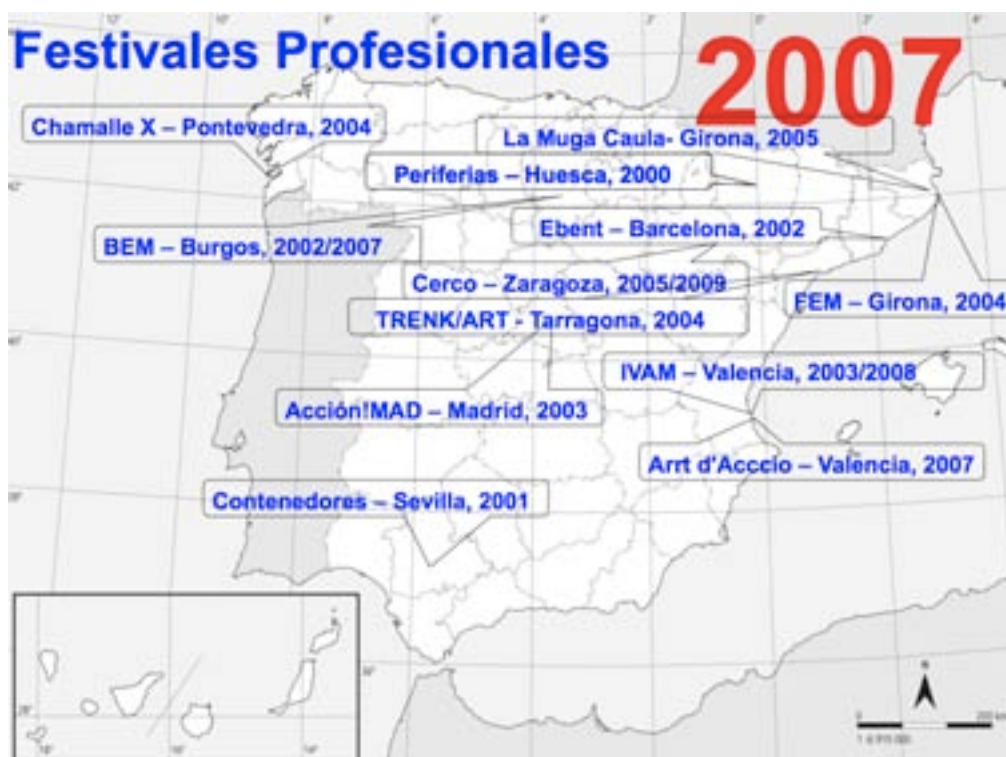 Festivales Profesionales
2007
Chamalle X – Pontevedra, 2004
La Muga Caula- Girona, 2005
Periferias – Huesca, 2000
Ebent – Barcelona, 2002
BEM – Burgos, 2002/2007
Cerco – Zaragoza, 2005/2009
FEM – Girona, 2004
TRENK/ART - Tarragona, 2004
IVAM – Valencia, 2003/2008
Acción!MAD – Madrid, 2003
Arrt d'Acccio – Valencia, 2007
Contenedores – Sevilla, 2001
N
0